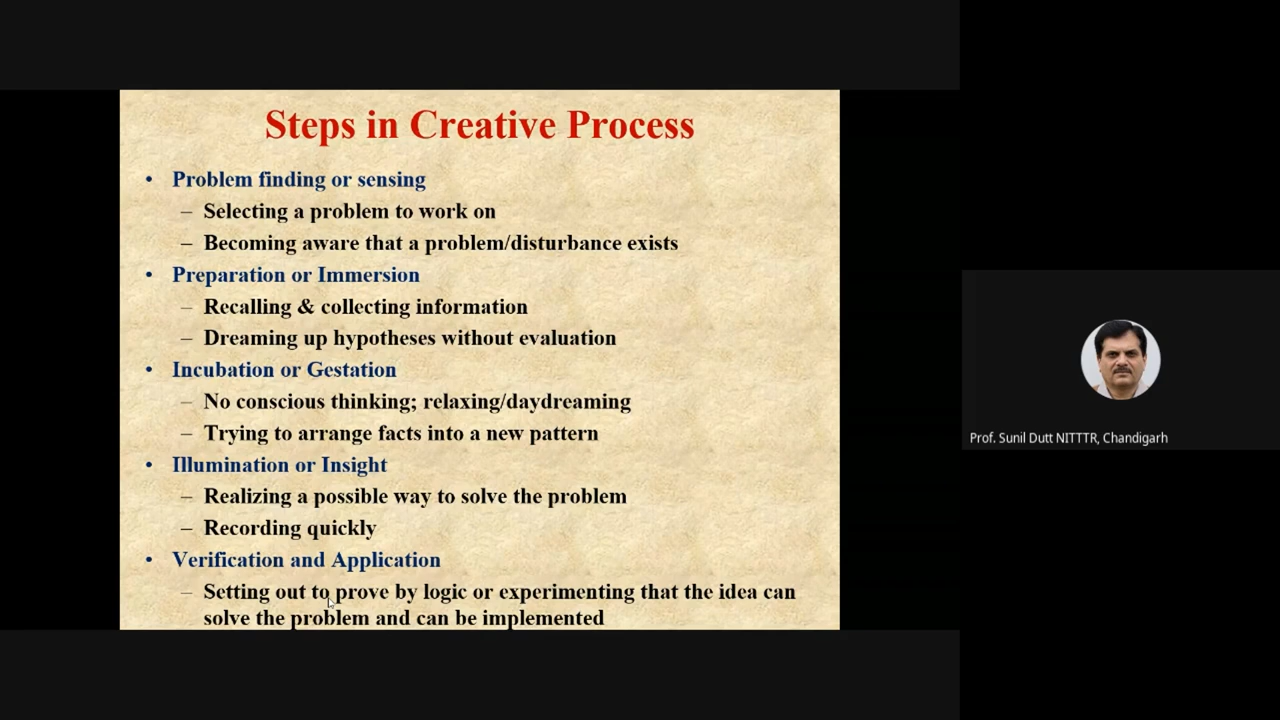 Steps in Creative Process
• Problem finding or sensing
– Selecting a problem to work on
– Becoming aware that a problem/disturbance exists
• Preparation or Immersion
– Recalling & collecting information
– Dreaming up hypotheses without evaluation
• Incubation or Gestation
– No conscious thinking; relaxing/daydreaming
– Trying to arrange facts into a new pattern
• Illumination or Insight
– Realizing a possible way to solve the problem
– Recording quickly
• Verification and Application
– Setting out to prove by logic or experimenting that the idea can
solve the problem and can be implemented
Prof. Sunil Dutt NITTTR, Chandigarh